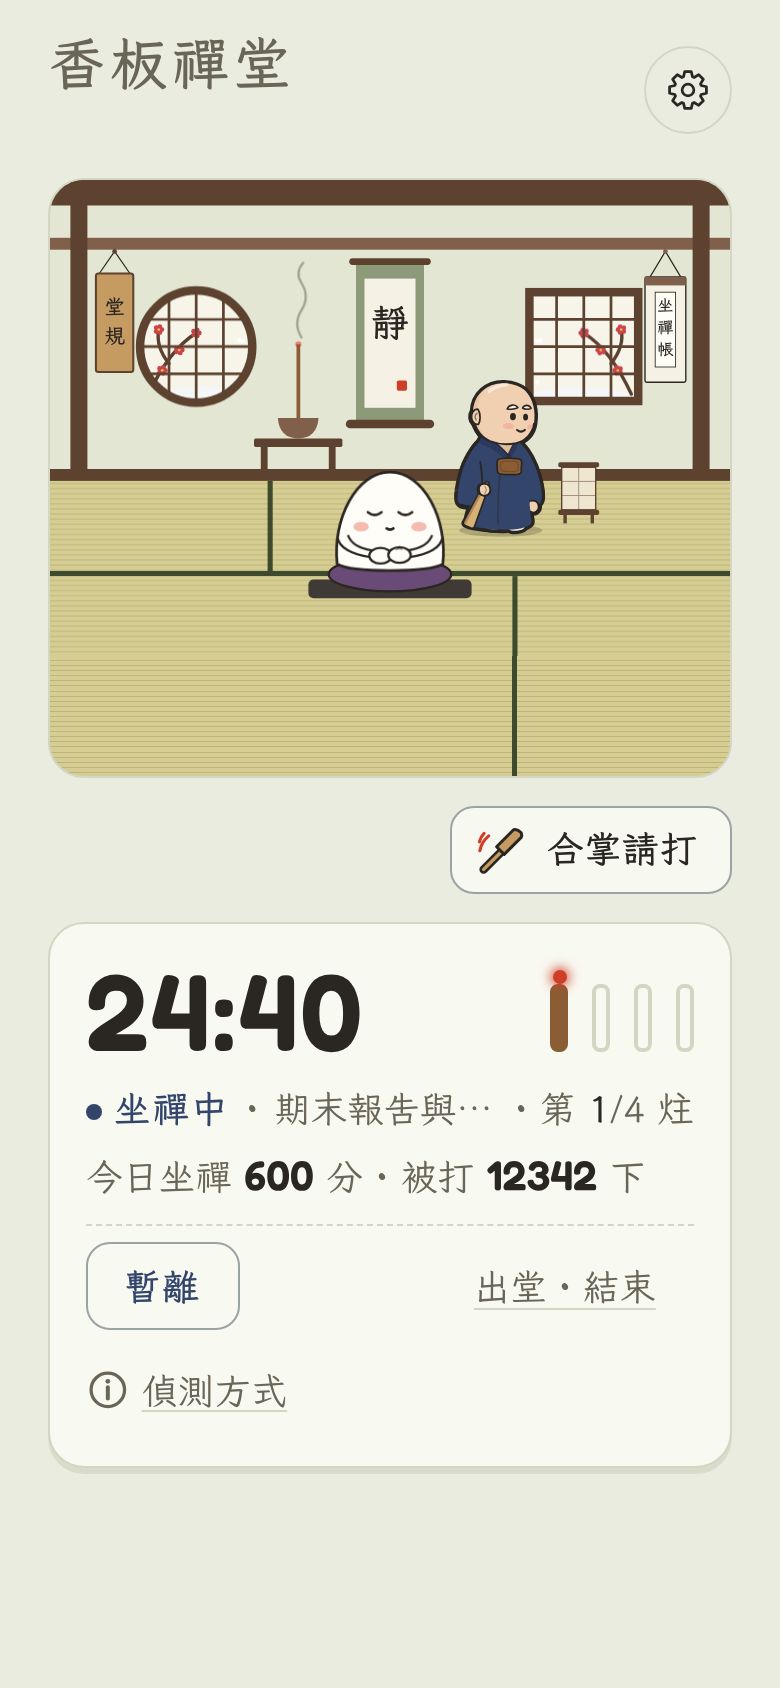 香板禪堂
堂規
靜
坐禪帳
合掌請打
24:40
坐禪中・期末報告與…・第 1/4 炷
今日坐禪 600 分・被打 12342 下
暫離
出堂・結束
偵測方式